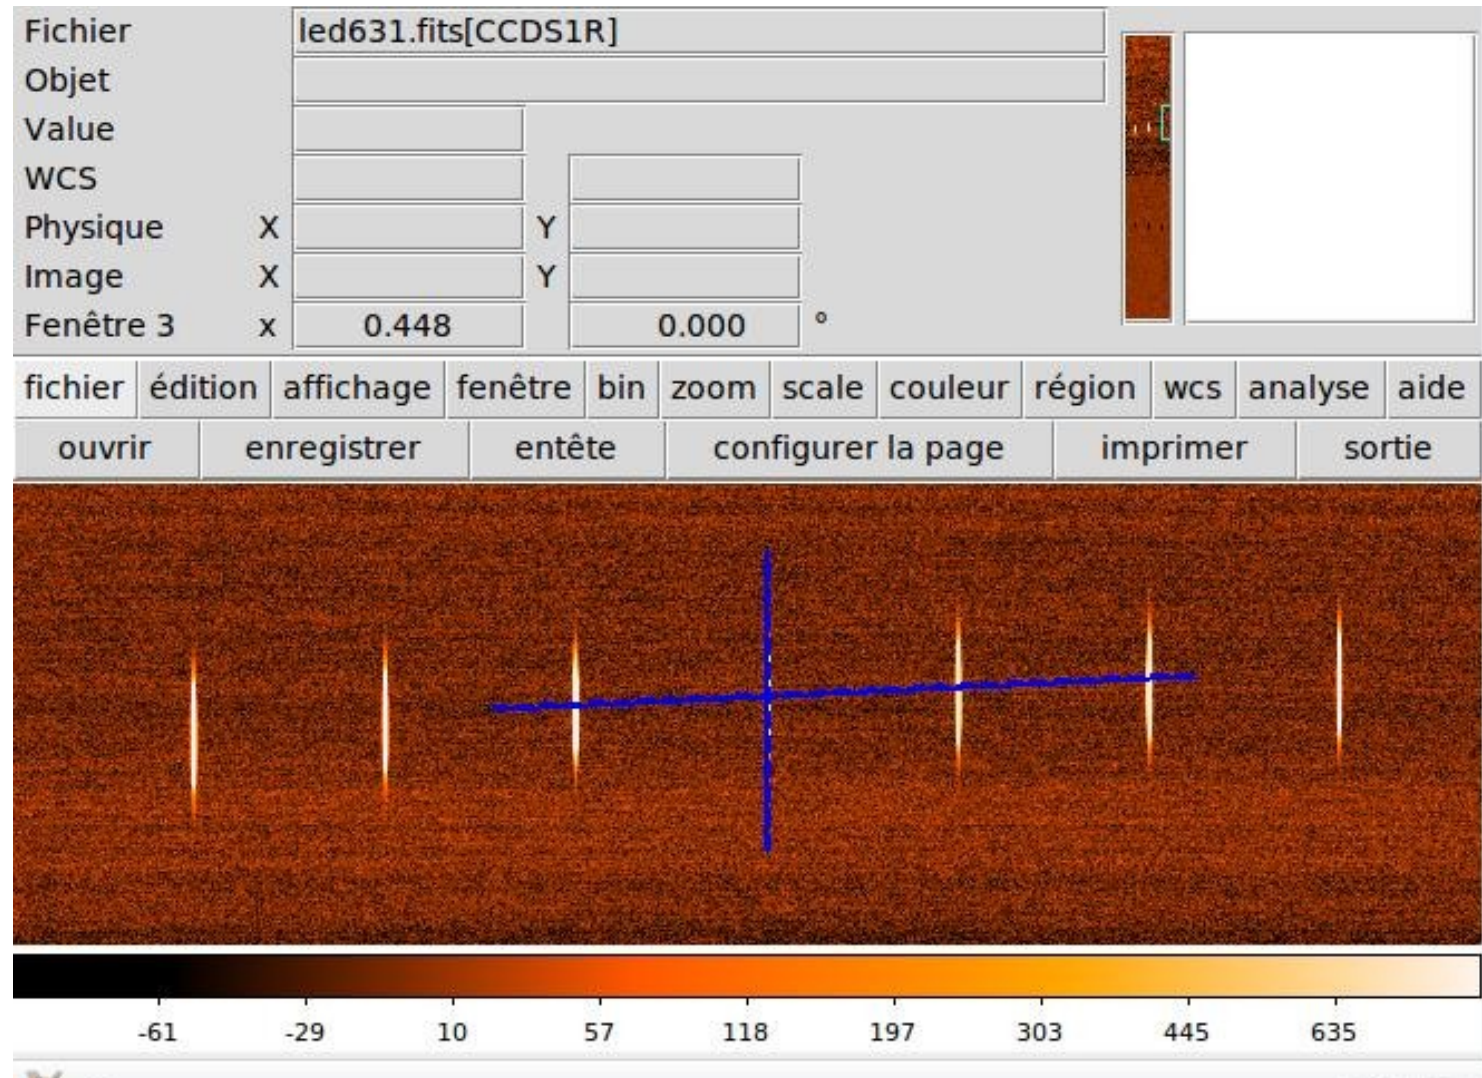 Fichier led631.fits[CCDS1R]
Objet
Value
WCS
Physique X Y
Image X Y
Fenêtre 3 x 0.448 0.000 °
fichier édition affichage fenêtre bin zoom scale couleur région wcs analyse aide
ouvrir enregistrer entête configurer la page imprimer sortie
-61 -29 10 57 118 197 303 445 635